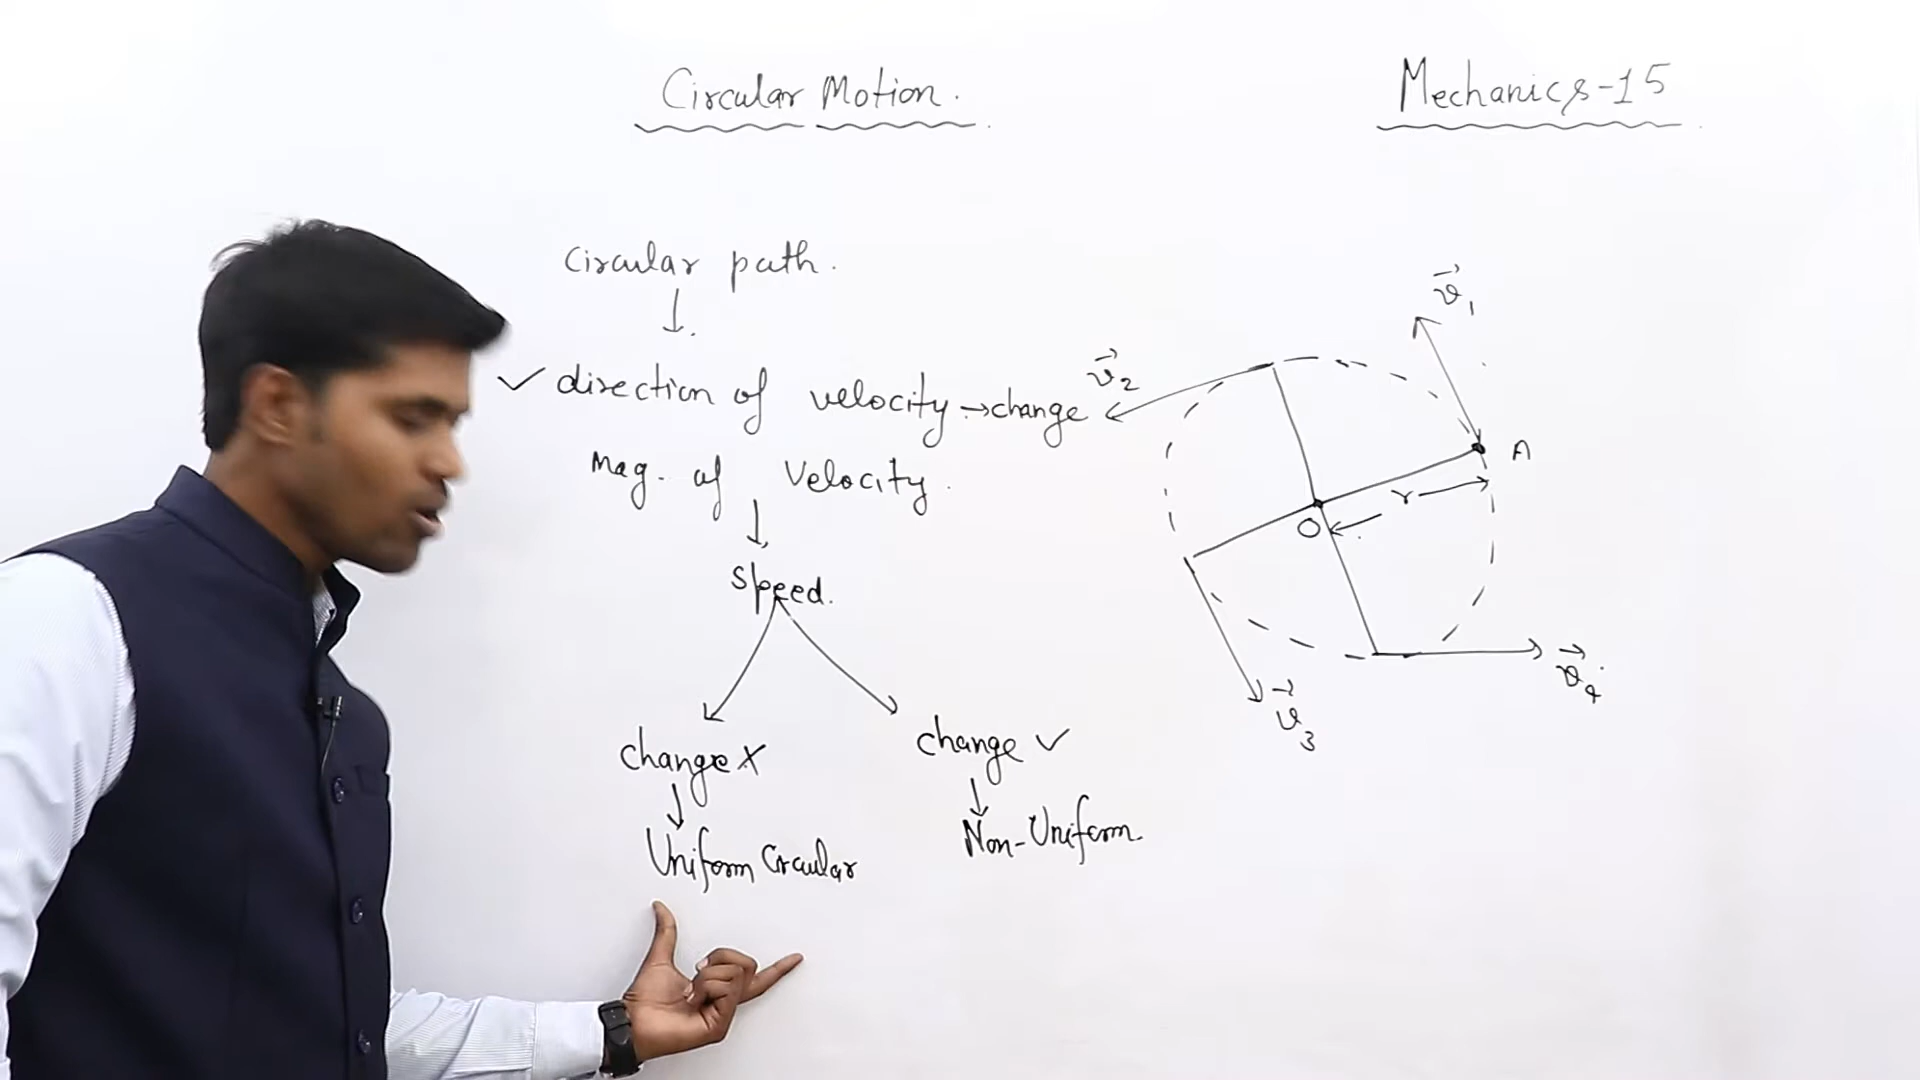 Circular Motion.
Mechanics-15
Circular path.
↓
✓ direction of velocity → change
Mag. of Velocity.
↓
Speed.
change x
change ✓
↓
↓
Uniform Circular
Non-Uniform
v⃗1
v⃗2
A
r
O
v⃗3
v⃗4